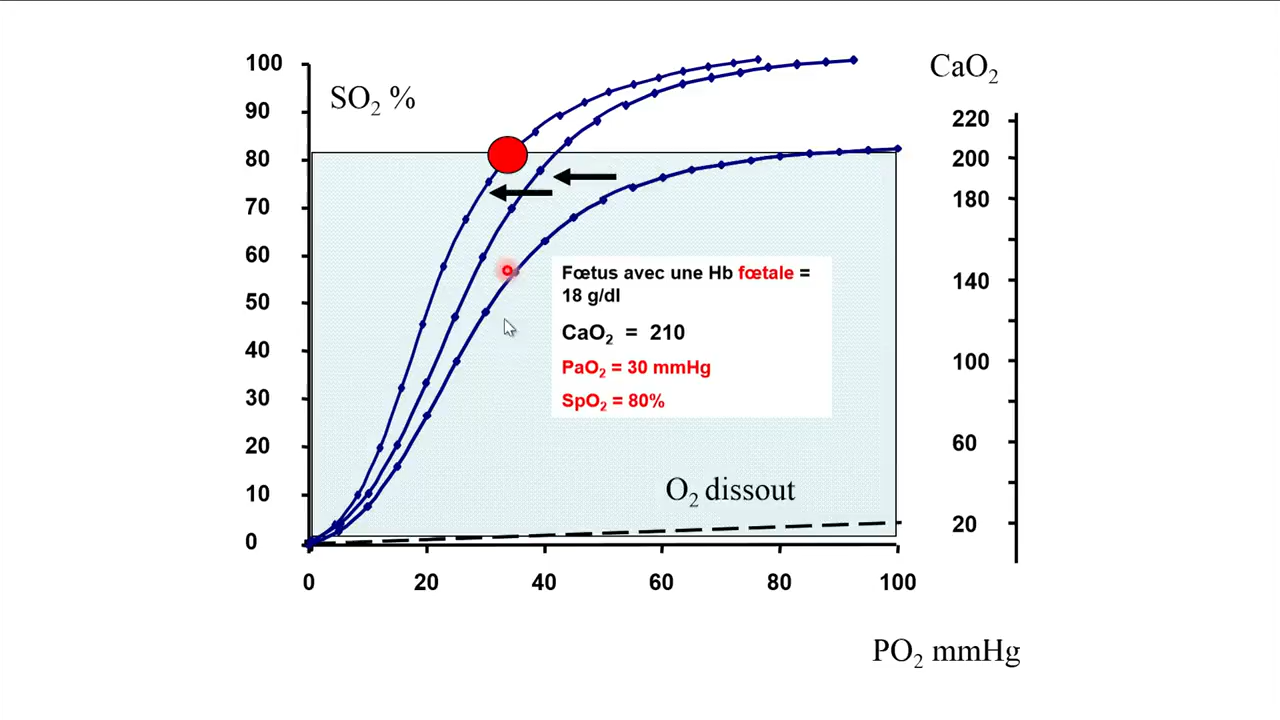 SO₂ %
CaO₂
100
90
80
70
60
50
40
30
20
10
0
220
200
180
140
100
60
20
Fœtus avec une Hb fœtale =
18 g/dl
CaO₂ = 210
PaO₂ = 30 mmHg
SpO₂ = 80%
O₂ dissout
0 20 40 60 80 100
PO₂ mmHg